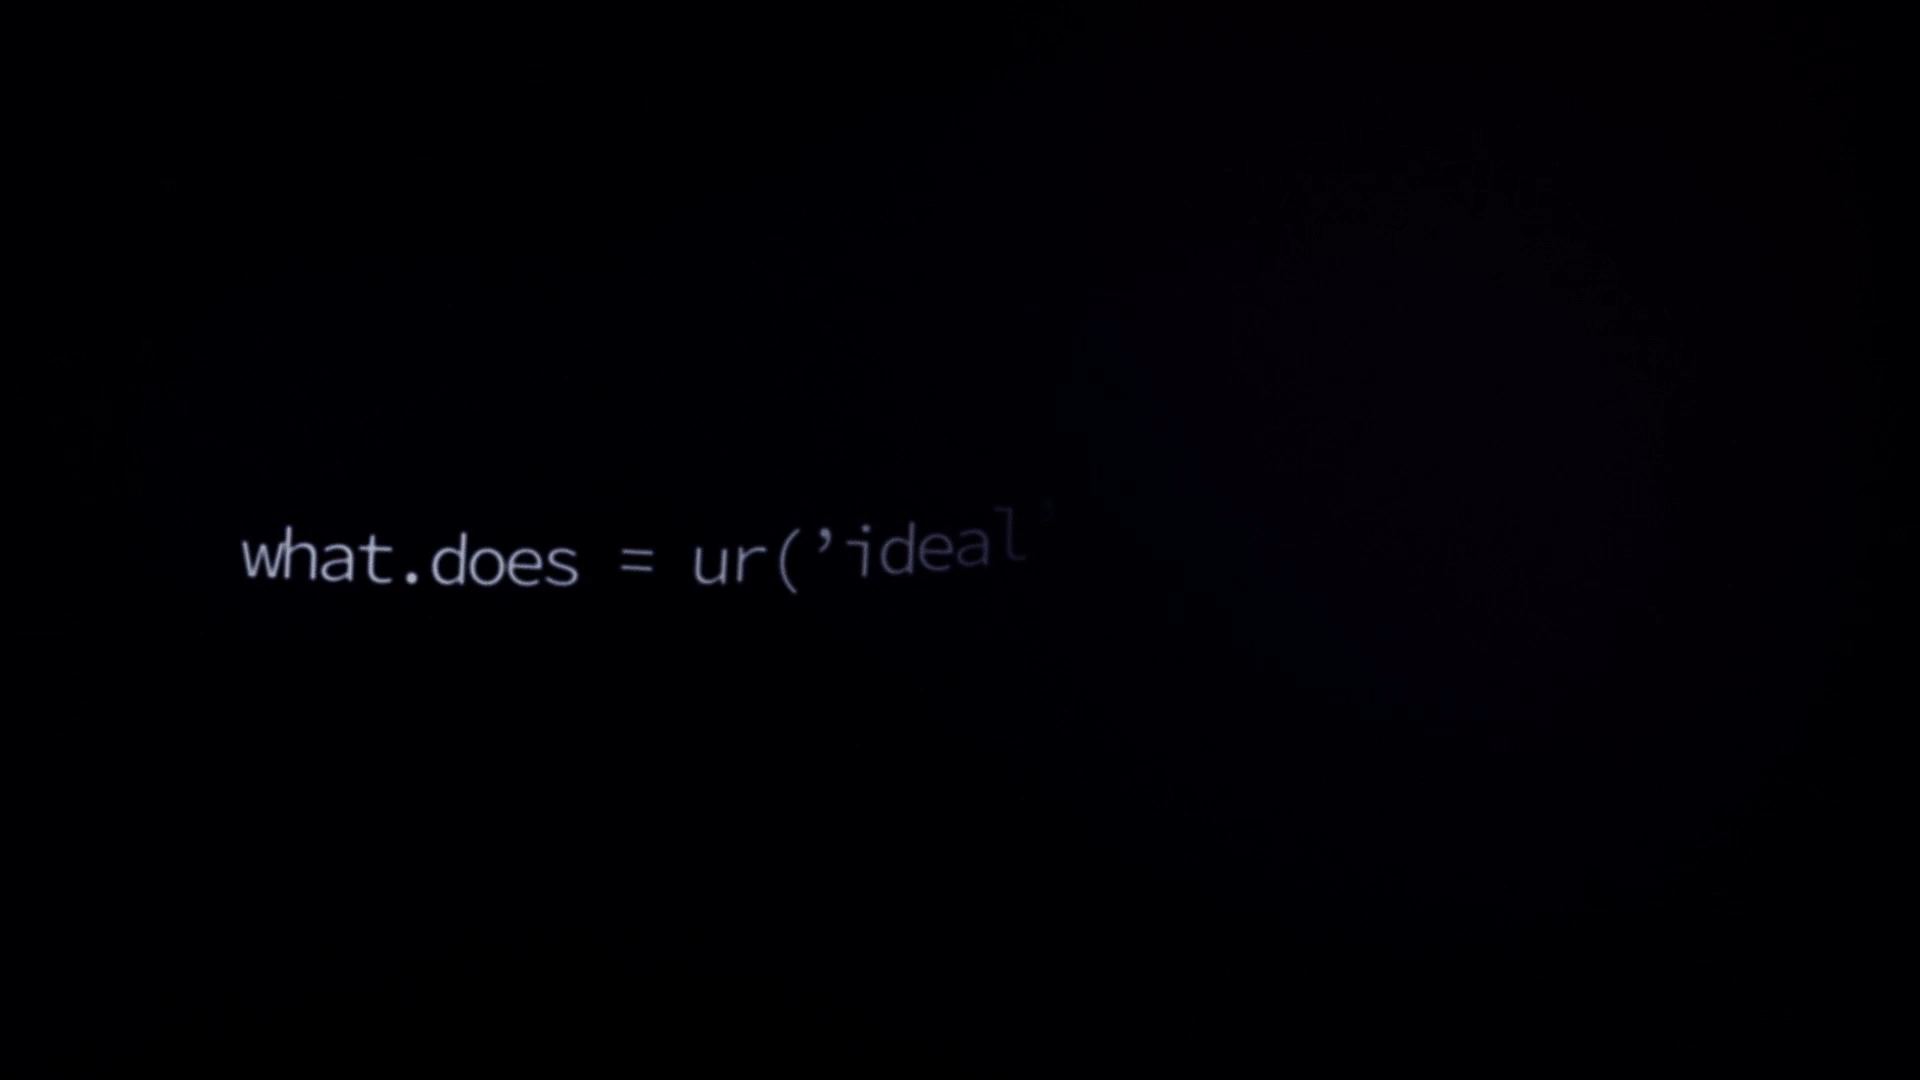 what.does = ur(’ideal’